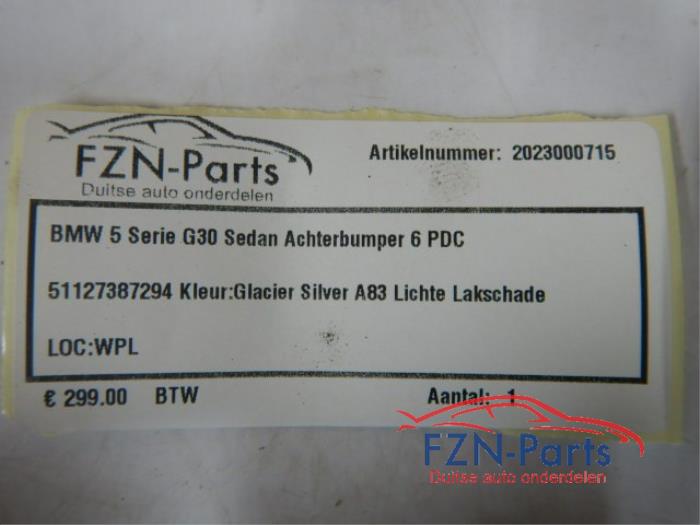 FZN-Parts
Duitse auto onderdelen
Artikelnummer: 2023000715
BMW 5 Serie G30 Sedan Achterbumper 6 PDC
51127387294 Kleur:Glacier Silver A83 Lichte Lakschade
LOC:WPL
€ 299.00 BTW Aantal: 1
FZN-Parts
Duitse auto onderdelen